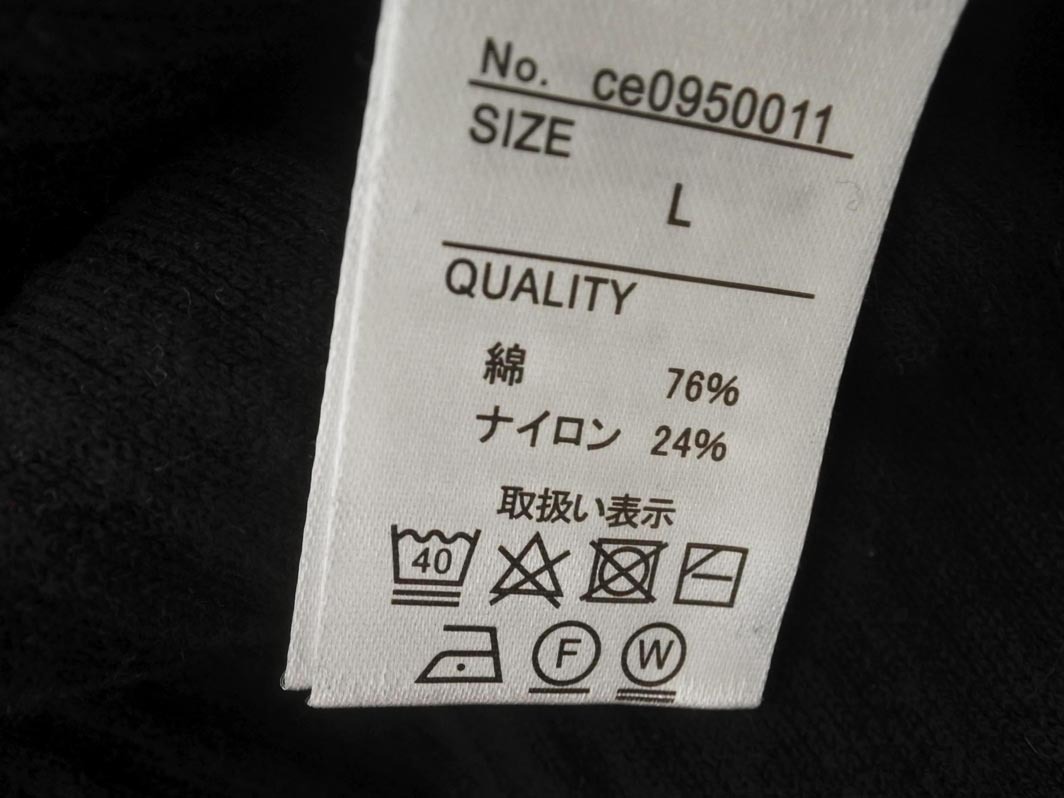 No. ce0950011
SIZE
L
QUALITY
綿 76%
ナイロン 24%
取扱い表示
40
F W